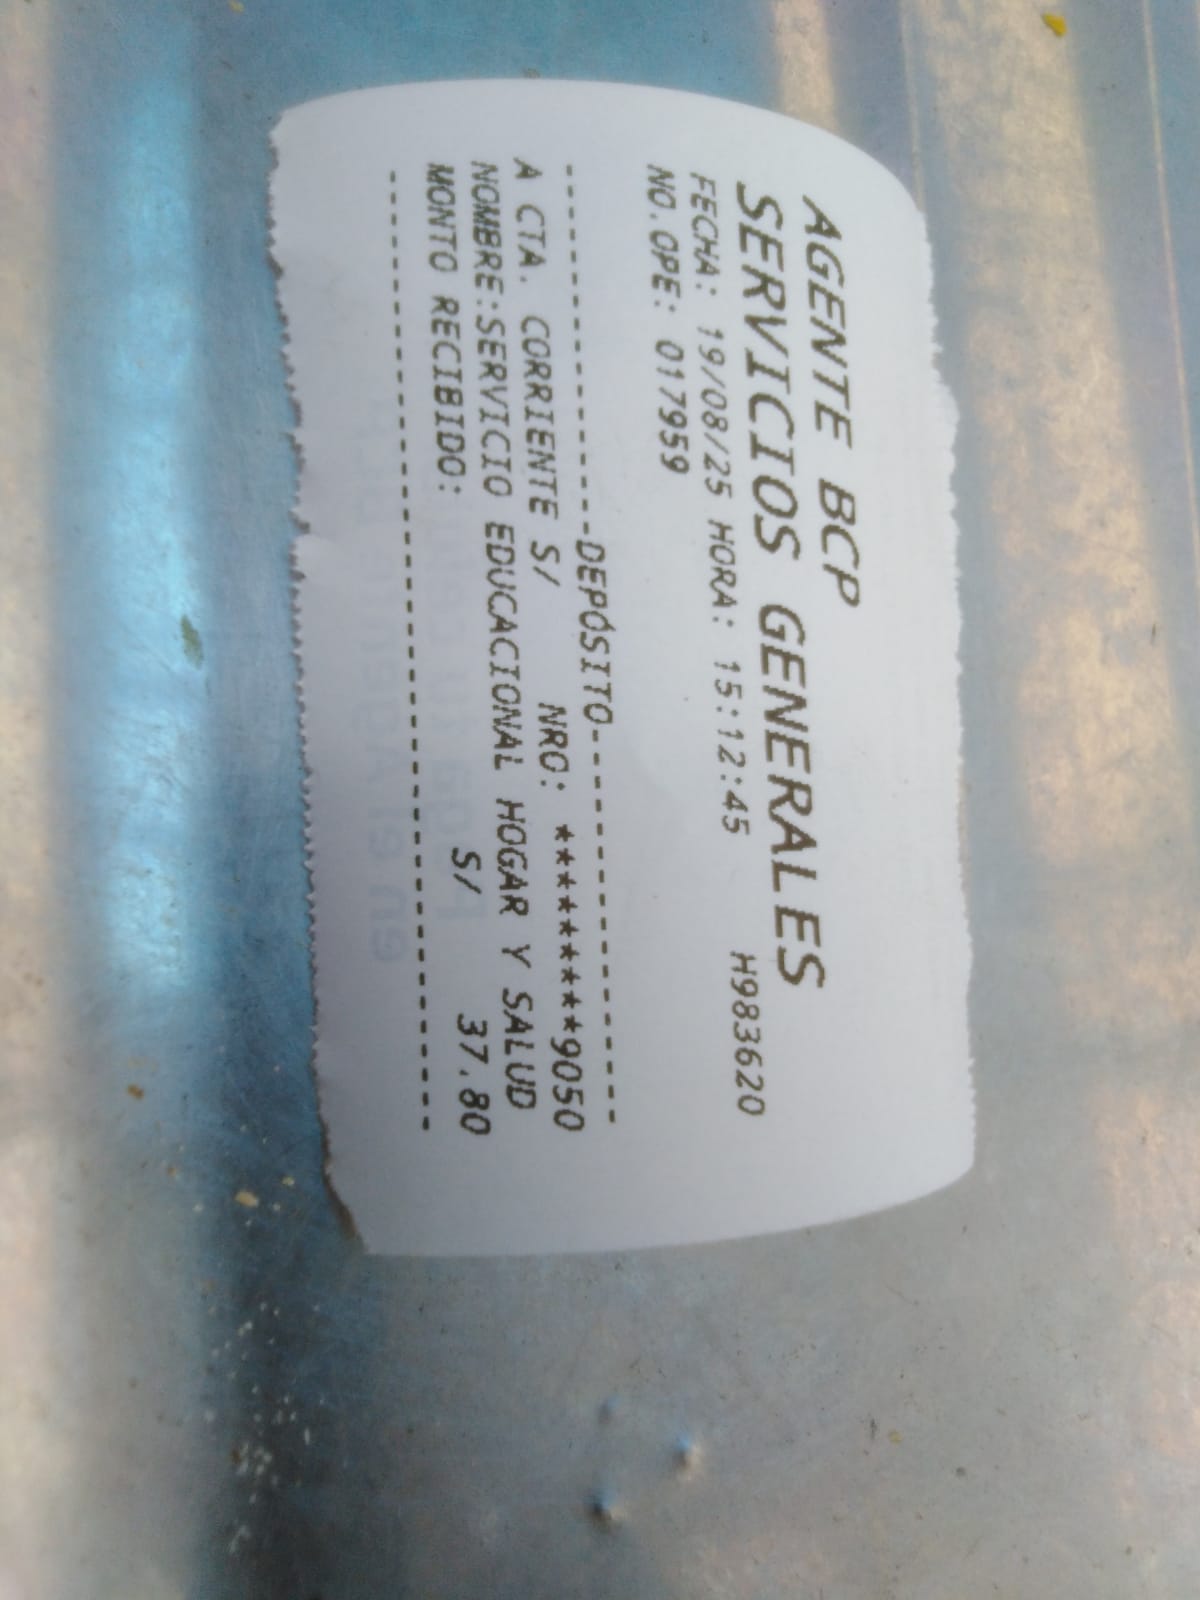 AGENTE BCP
SERVICIOS GENERALES
FECHA: 19/08/25 HORA: 15:12:45 H983620
NO.OPE: 017959
--------------------DEPÓSITO--------------------
A CTA. CORRIENTE S/ NRO: **********9050
NOMBRE:SERVICIO EDUCACIONAL HOGAR Y SALUD
MONTO RECIBIDO: S/ 37.80
------------------------------------------------